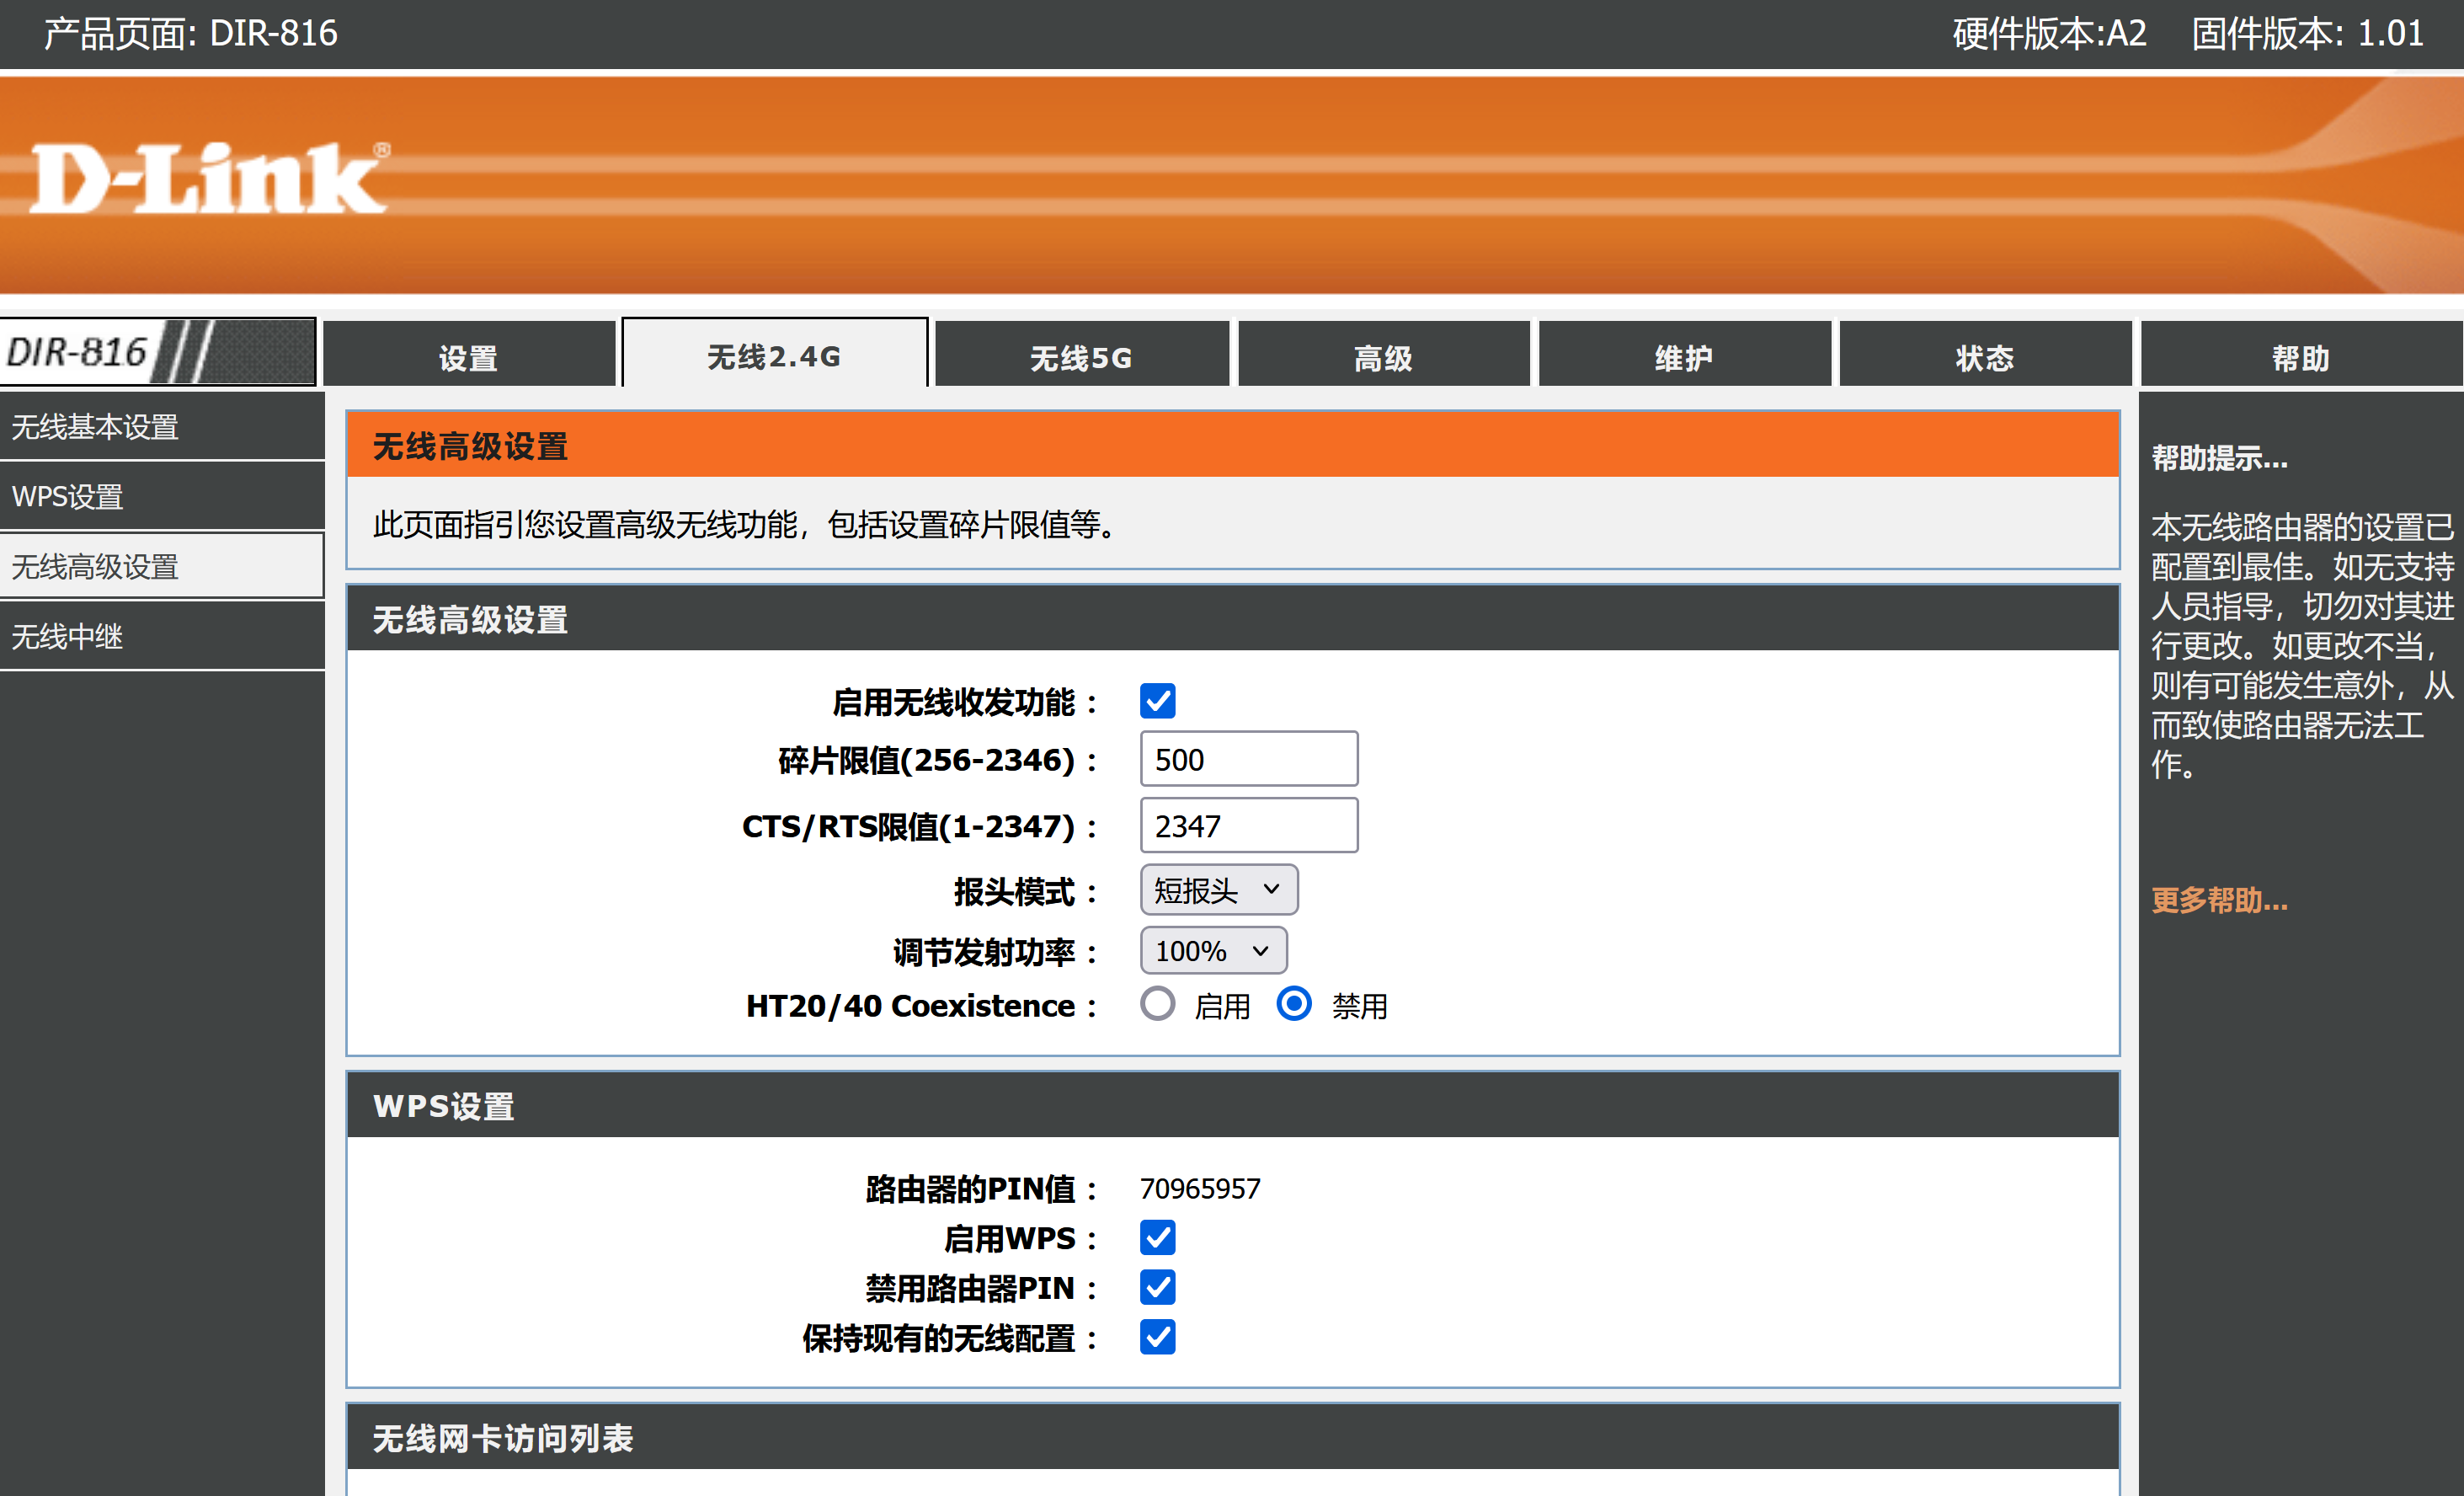 产品页面: DIR-816
硬件版本:A2 固件版本: 1.01
D-Link®
DIR-816
设置
无线2.4G
无线5G
高级
维护
状态
帮助
无线基本设置
WPS设置
无线高级设置
无线中继
无线高级设置
此页面指引您设置高级无线功能，包括设置碎片限值等。
无线高级设置
启用无线收发功能：
碎片限值(256-2346)： 500
CTS/RTS限值(1-2347)： 2347
报头模式： 短报头
调节发射功率： 100%
HT20/40 Coexistence： 启用 禁用
WPS设置
路由器的PIN值： 70965957
启用WPS：
禁用路由器PIN：
保持现有的无线配置：
无线网卡访问列表
帮助提示...
本无线路由器的设置已
配置到最佳。如无支持
人员指导，切勿对其进
行更改。如更改不当，
则有可能发生意外，从
而致使路由器无法工
作。
更多帮助...